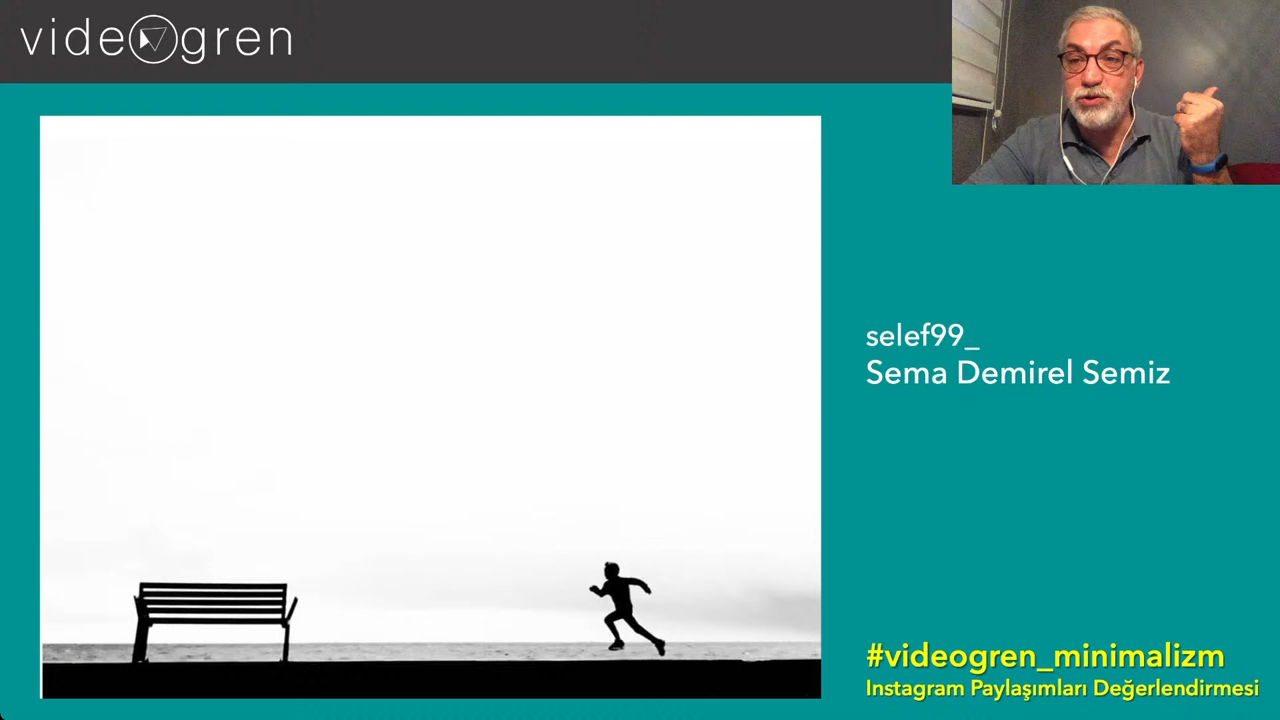 videogren
selef99_
Sema Demirel Semiz
#videogren_minimalizm
Instagram Paylaşımları Değerlendirmesi